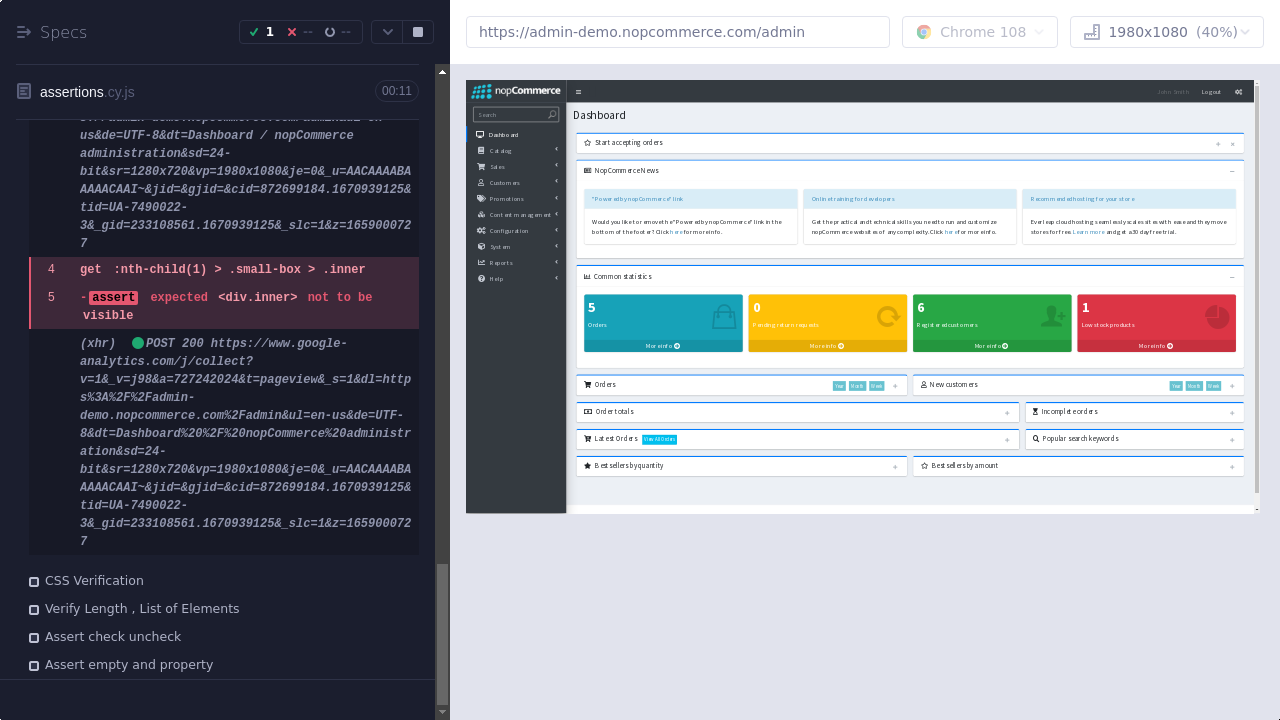 Specs
1
--
--
https://admin-demo.nopcommerce.com/admin
Chrome 108
1980x1080 (40%)
assertions.cy.js
00:11
us&de=UTF-8&dt=Dashboard / nopCommerce
administration&sd=24-
bit&sr=1280x720&vp=1980x1080&je=0&_u=AACAAAABA
AAAACAAI~&jid=&gjid=&cid=872699184.1670939125&
tid=UA-7490022-
3&_gid=233108561.1670939125&_slc=1&z=165900072
7
4 get :nth-child(1) > .small-box > .inner
5 -assert expected <div.inner> not to be
visible
(xhr) POST 200 https://www.google-
analytics.com/j/collect?
v=1&_v=j98&a=727242024&t=pageview&_s=1&dl=http
s%3A%2F%2Fadmin-
demo.nopcommerce.com%2Fadmin&ul=en-us&de=UTF-
8&dt=Dashboard%20%2F%20nopCommerce%20administr
ation&sd=24-
bit&sr=1280x720&vp=1980x1080&je=0&_u=AACAAAABA
AAAACAAI~&jid=&gjid=&cid=872699184.1670939125&
tid=UA-7490022-
3&_gid=233108561.1670939125&_slc=1&z=165900072
7
CSS Verification
Verify Length , List of Elements
Assert check uncheck
Assert empty and property
nopCommerce
John Smith
Logout
Search
Dashboard
Catalog
Sales
Customers
Promotions
Content management
Configuration
System
Reports
Help
Dashboard
Start accepting orders
NopCommerce News
"Powered by nopCommerce" link
Would you like to remove the "Powered by nopCommerce" link in the
bottom of the footer? Click here for more info.
Online training for developers
Get the practical and technical skills you need to run and customize
nopCommerce websites of any complexity. Click here for more info.
Recommended hosting for your store
Everleap cloud hosting seamlessly scales sites with ease and they move
stores for free. Learn more and get a 30 day free trial.
Common statistics
5
Orders
More info
0
Pending return requests
More info
6
Registered customers
More info
1
Low stock products
More info
Orders
Year
Month
Week
New customers
Year
Month
Week
Order totals
Incomplete orders
Latest Orders
View All Orders
Popular search keywords
Bestsellers by quantity
Bestsellers by amount